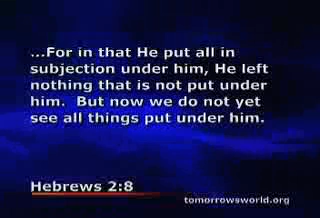 ...For in that He put all in
subjection under him, He left
nothing that is not put under
him.  But now we do not yet
see all things put under him.
Hebrews 2:8
tomorrowsworld.org